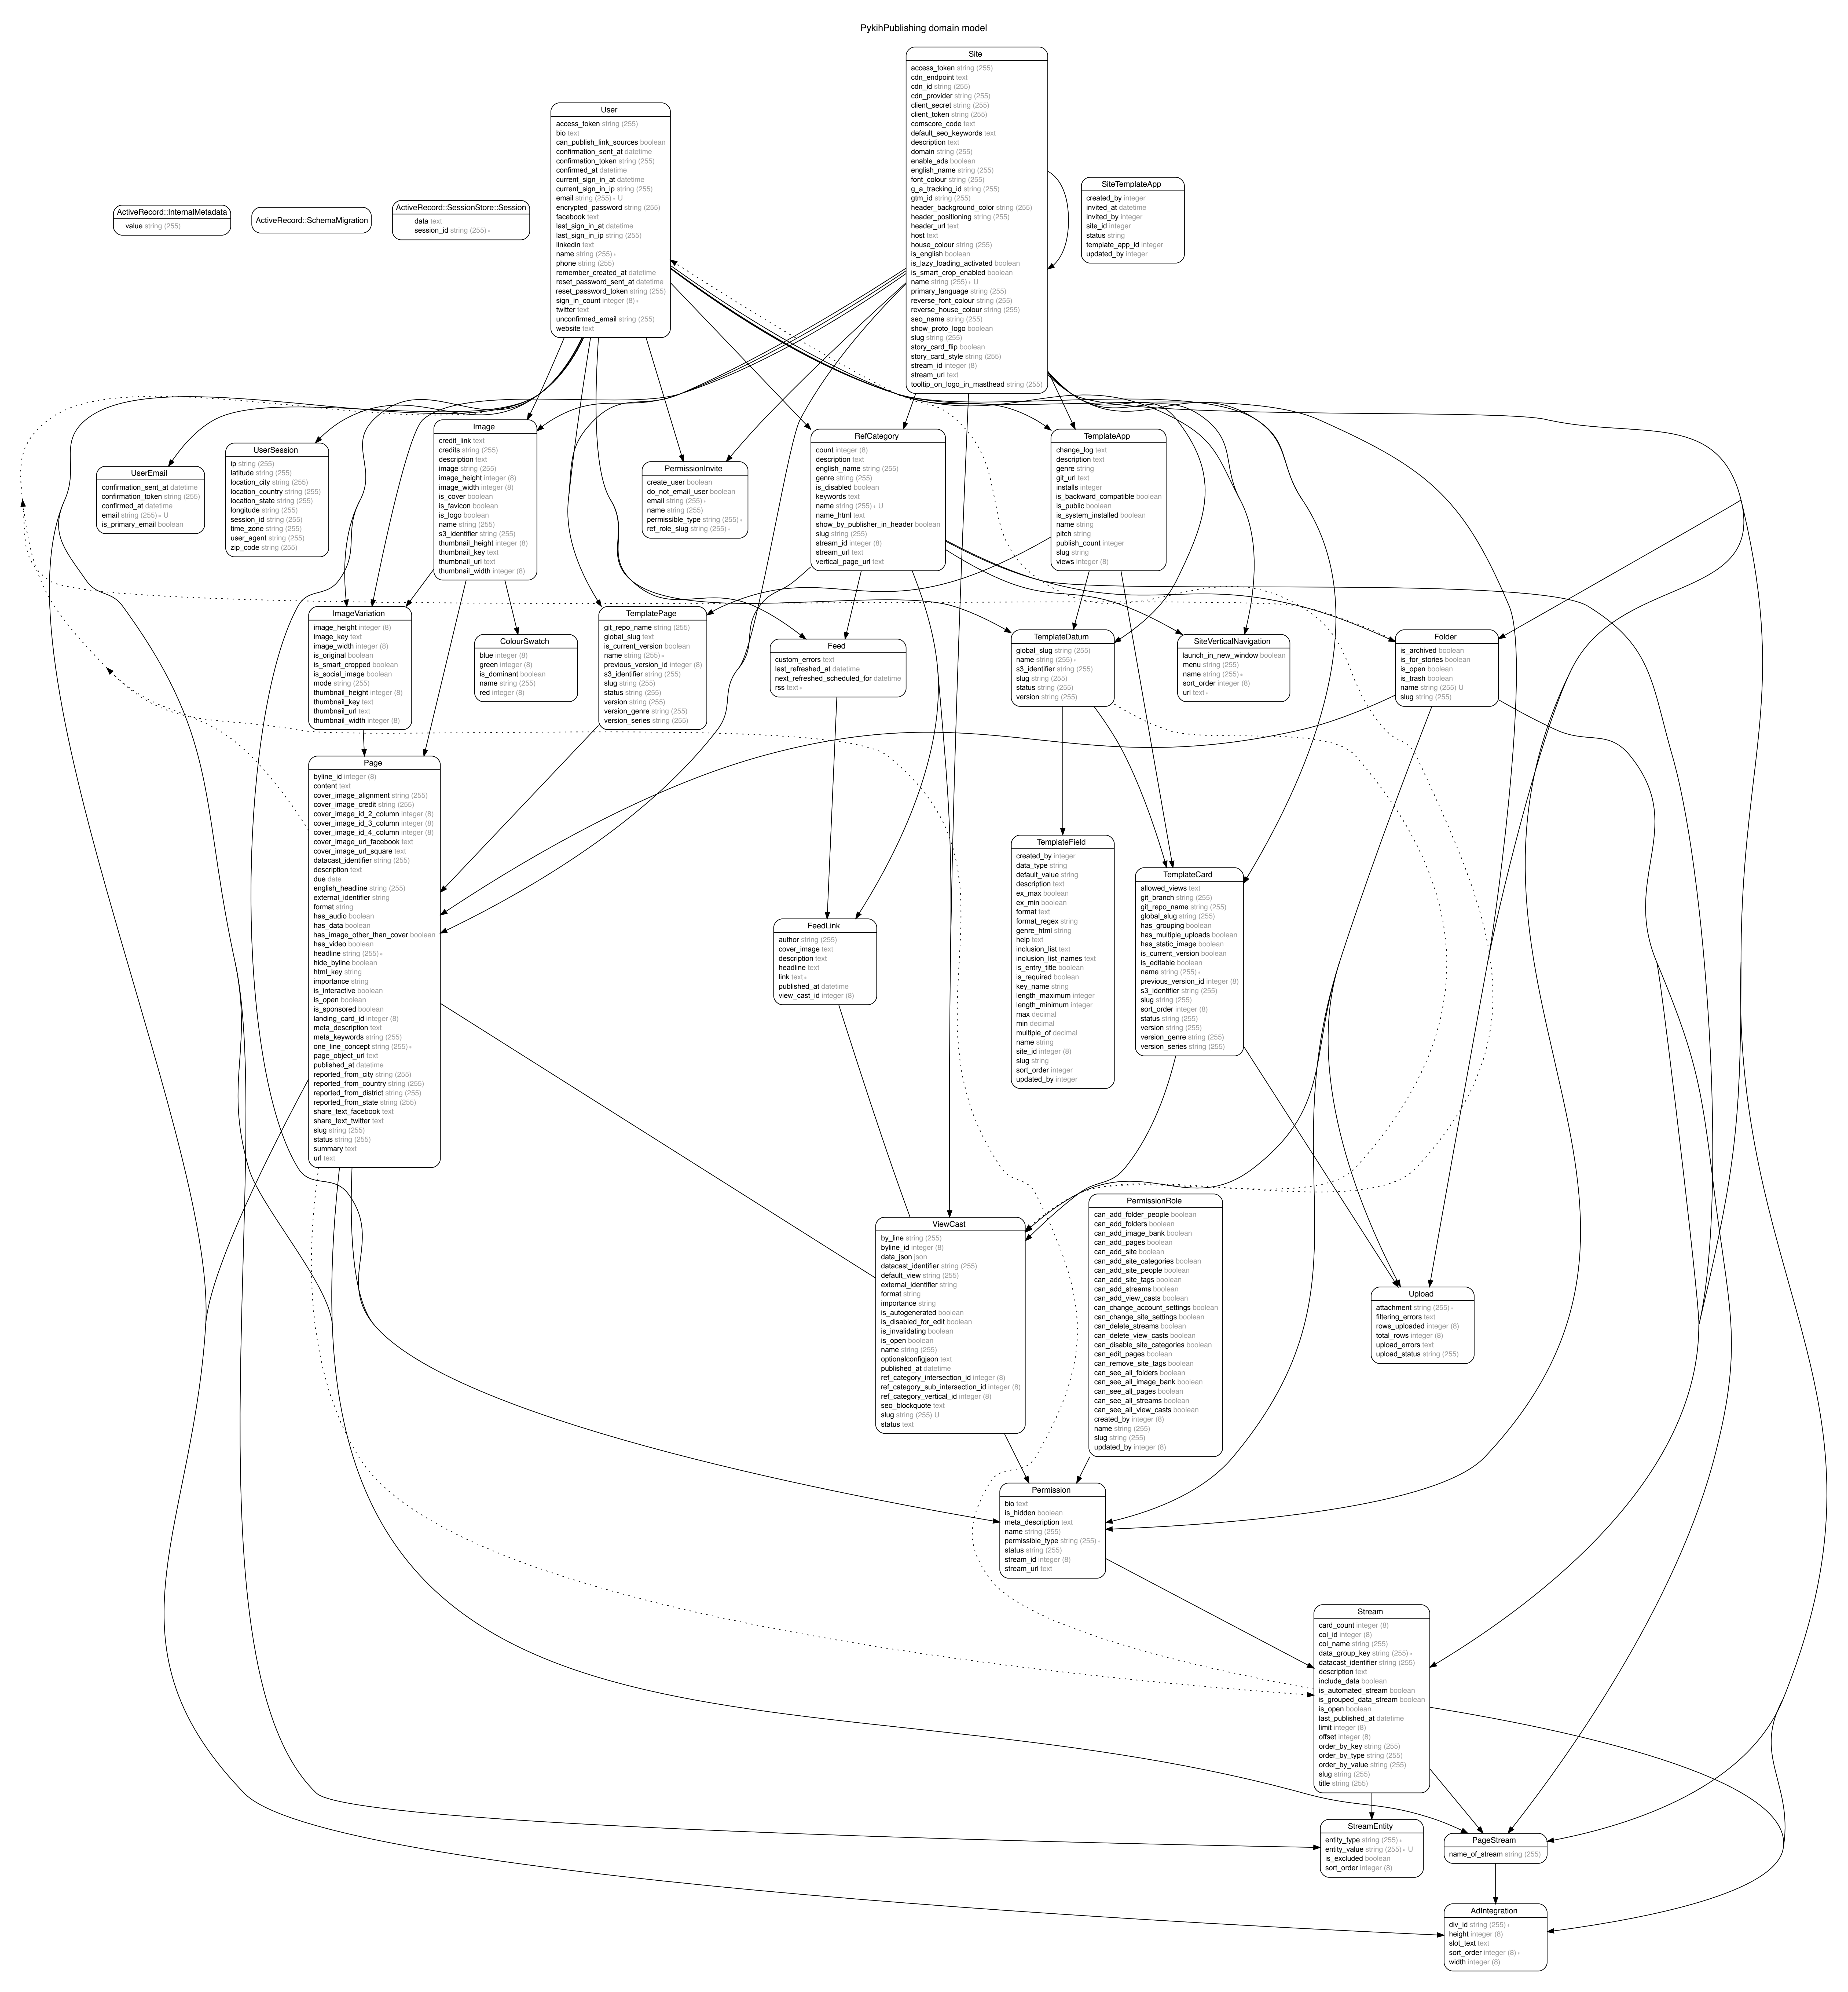 PykihPublishing domain model
Site
access_token string (255)
cdn_endpoint text
cdn_id string (255)
cdn_provider string (255)
client_secret string (255)
client_token string (255)
comscore_code text
default_seo_keywords text
description text
domain string (255)
enable_ads boolean
english_name string (255)
font_colour string (255)
g_a_tracking_id string (255)
gtm_id string (255)
header_background_color string (255)
header_positioning string (255)
header_url text
host text
house_colour string (255)
is_english boolean
is_lazy_loading_activated boolean
is_smart_crop_enabled boolean
name string (255) ∗ U
primary_language string (255)
reverse_font_colour string (255)
reverse_house_colour string (255)
seo_name string (255)
show_proto_logo boolean
slug string (255)
story_card_flip boolean
story_card_style string (255)
stream_id integer (8)
stream_url text
tooltip_on_logo_in_masthead string (255)
User
access_token string (255)
bio text
can_publish_link_sources boolean
confirmation_sent_at datetime
confirmation_token string (255)
confirmed_at datetime
current_sign_in_at datetime
current_sign_in_ip string (255)
email string (255) ∗ U
encrypted_password string (255)
facebook text
last_sign_in_at datetime
last_sign_in_ip string (255)
linkedin text
name string (255) ∗
phone string (255)
remember_created_at datetime
reset_password_sent_at datetime
reset_password_token string (255)
sign_in_count integer (8) ∗
twitter text
unconfirmed_email string (255)
website text
SiteTemplateApp
created_by integer
invited_at datetime
invited_by integer
site_id integer
status string
template_app_id integer
updated_by integer
ActiveRecord::InternalMetadata
value string (255)
ActiveRecord::SchemaMigration
ActiveRecord::SessionStore::Session
data text
session_id string (255) ∗
Image
credit_link text
credits string (255)
description text
image string (255)
image_height integer (8)
image_width integer (8)
is_cover boolean
is_favicon boolean
is_logo boolean
name string (255)
s3_identifier string (255)
thumbnail_height integer (8)
thumbnail_key text
thumbnail_url text
thumbnail_width integer (8)
RefCategory
count integer (8)
description text
english_name string (255)
genre string (255)
is_disabled boolean
keywords text
name string (255) ∗ U
name_html text
show_by_publisher_in_header boolean
slug string (255)
stream_id integer (8)
stream_url text
vertical_page_url text
TemplateApp
change_log text
description text
genre string
git_url text
installs integer
is_backward_compatible boolean
is_public boolean
is_system_installed boolean
name string
pitch string
publish_count integer
slug string
views integer (8)
UserSession
ip string (255)
latitude string (255)
location_city string (255)
location_country string (255)
location_state string (255)
longitude string (255)
session_id string (255)
time_zone string (255)
user_agent string (255)
zip_code string (255)
UserEmail
confirmation_sent_at datetime
confirmation_token string (255)
confirmed_at datetime
email string (255) ∗ U
is_primary_email boolean
PermissionInvite
create_user boolean
do_not_email_user boolean
email string (255) ∗
name string (255)
permissible_type string (255) ∗
ref_role_slug string (255) ∗
ImageVariation
image_height integer (8)
image_key text
image_width integer (8)
is_original boolean
is_smart_cropped boolean
is_social_image boolean
mode string (255)
thumbnail_height integer (8)
thumbnail_key text
thumbnail_url text
thumbnail_width integer (8)
ColourSwatch
blue integer (8)
green integer (8)
is_dominant boolean
name string (255)
red integer (8)
TemplatePage
git_repo_name string (255)
global_slug text
is_current_version boolean
name string (255) ∗
previous_version_id integer (8)
s3_identifier string (255)
slug string (255)
status string (255)
version string (255)
version_genre string (255)
version_series string (255)
Feed
custom_errors text
last_refreshed_at datetime
next_refreshed_scheduled_for datetime
rss text ∗
TemplateDatum
global_slug string (255)
name string (255) ∗
s3_identifier string (255)
slug string (255)
status string (255)
version string (255)
SiteVerticalNavigation
launch_in_new_window boolean
menu string (255)
name string (255) ∗
sort_order integer (8)
url text ∗
Folder
is_archived boolean
is_for_stories boolean
is_open boolean
is_trash boolean
name string (255) U
slug string (255)
Page
byline_id integer (8)
content text
cover_image_alignment string (255)
cover_image_credit string (255)
cover_image_id_2_column integer (8)
cover_image_id_3_column integer (8)
cover_image_id_4_column integer (8)
cover_image_url_facebook text
cover_image_url_square text
datacast_identifier string (255)
description text
due date
english_headline string (255)
external_identifier string
format string
has_audio boolean
has_data boolean
has_image_other_than_cover boolean
has_video boolean
headline string (255) ∗
hide_byline boolean
html_key string
importance string
is_interactive boolean
is_open boolean
is_sponsored boolean
landing_card_id integer (8)
meta_description text
meta_keywords string (255)
one_line_concept string (255) ∗
page_object_url text
published_at datetime
reported_from_city string (255)
reported_from_country string (255)
reported_from_district string (255)
reported_from_state string (255)
share_text_facebook text
share_text_twitter text
slug string (255)
status string (255)
summary text
url text
TemplateField
created_by integer
data_type string
default_value string
description text
ex_max boolean
ex_min boolean
format text
format_regex string
genre_html string
help text
inclusion_list text
inclusion_list_names text
is_entry_title boolean
is_required boolean
key_name string
length_maximum integer
length_minimum integer
max decimal
min decimal
multiple_of decimal
name string
site_id integer (8)
slug string
sort_order integer
updated_by integer
TemplateCard
allowed_views text
git_branch string (255)
git_repo_name string (255)
global_slug string (255)
has_grouping boolean
has_multiple_uploads boolean
has_static_image boolean
is_current_version boolean
is_editable boolean
name string (255) ∗
previous_version_id integer (8)
s3_identifier string (255)
slug string (255)
sort_order integer (8)
status string (255)
version string (255)
version_genre string (255)
version_series string (255)
FeedLink
author string (255)
cover_image text
description text
headline text
link text ∗
published_at datetime
view_cast_id integer (8)
PermissionRole
can_add_folder_people boolean
can_add_folders boolean
can_add_image_bank boolean
can_add_pages boolean
can_add_site boolean
can_add_site_categories boolean
can_add_site_people boolean
can_add_site_tags boolean
can_add_streams boolean
can_add_view_casts boolean
can_change_account_settings boolean
can_change_site_settings boolean
can_delete_streams boolean
can_delete_view_casts boolean
can_disable_site_categories boolean
can_edit_pages boolean
can_remove_site_tags boolean
can_see_all_folders boolean
can_see_all_image_bank boolean
can_see_all_pages boolean
can_see_all_streams boolean
can_see_all_view_casts boolean
created_by integer (8)
name string (255)
slug string (255)
updated_by integer (8)
ViewCast
by_line string (255)
byline_id integer (8)
data_json json
datacast_identifier string (255)
default_view string (255)
external_identifier string
format string
importance string
is_autogenerated boolean
is_disabled_for_edit boolean
is_invalidating boolean
is_open boolean
name string (255)
optionalconfigjson text
published_at datetime
ref_category_intersection_id integer (8)
ref_category_sub_intersection_id integer (8)
ref_category_vertical_id integer (8)
seo_blockquote text
slug string (255) U
status text
Upload
attachment string (255) ∗
filtering_errors text
rows_uploaded integer (8)
total_rows integer (8)
upload_errors text
upload_status string (255)
Permission
bio text
is_hidden boolean
meta_description text
name string (255)
permissible_type string (255) ∗
status string (255)
stream_id integer (8)
stream_url text
Stream
card_count integer (8)
col_id integer (8)
col_name string (255)
data_group_key string (255) ∗
datacast_identifier string (255)
description text
include_data boolean
is_automated_stream boolean
is_grouped_data_stream boolean
is_open boolean
last_published_at datetime
limit integer (8)
offset integer (8)
order_by_key string (255)
order_by_type string (255)
order_by_value string (255)
slug string (255)
title string (255)
StreamEntity
entity_type string (255) ∗
entity_value string (255) ∗ U
is_excluded boolean
sort_order integer (8)
PageStream
name_of_stream string (255)
AdIntegration
div_id string (255) ∗
height integer (8)
slot_text text
sort_order integer (8) ∗
width integer (8)